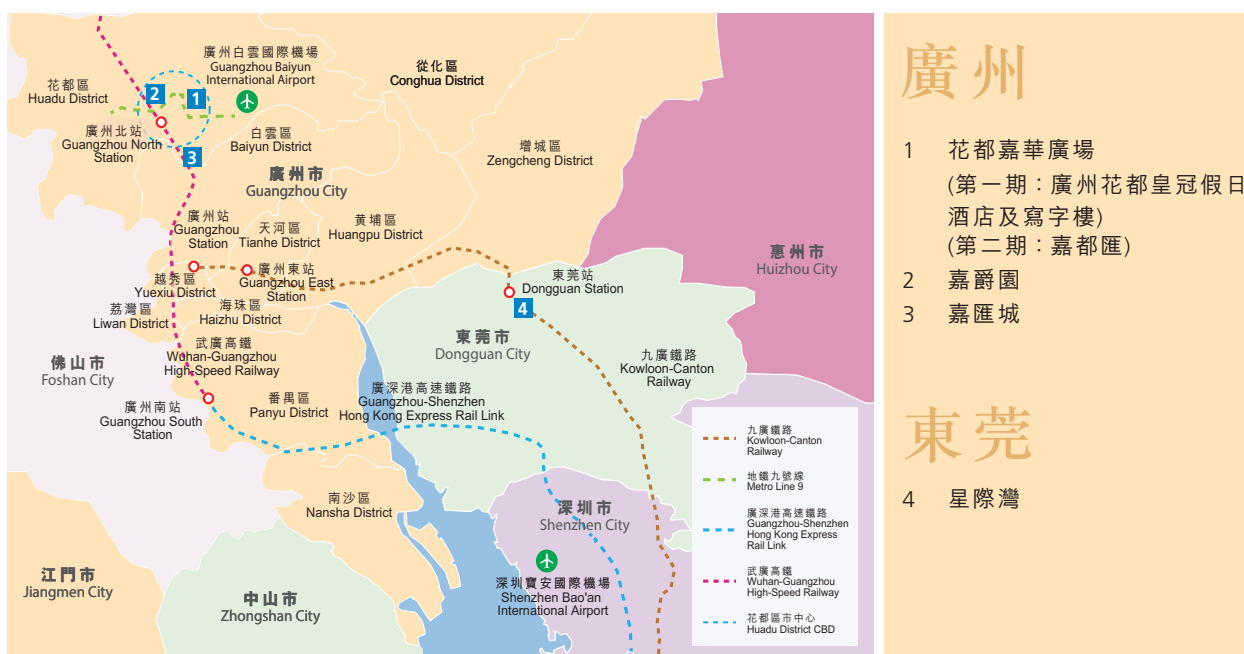 廣州白雲國際機場
Guangzhou Baiyun
International Airport
從化區
Conghua District
花都區
Huadu District
2
1
廣州北站
Guangzhou North
Station
白雲區
Baiyun District
增城區
Zengcheng District
3
廣州市
Guangzhou City
廣州站
Guangzhou
Station
天河區
Tianhe District
黄埔區
Huangpu District
惠州市
Huizhou City
越秀區
Yuexiu District
廣州東站
Guangzhou East
Station
東莞站
Dongguan Station
4
荔灣區
Liwan District
海珠區
Haizhu District
東莞市
Dongguan City
武廣高鐵
Wuhan-Guangzhou
High-Speed Railway
佛山市
Foshan City
九廣鐵路
Kowloon-Canton
Railway
廣深港高速鐵路
Guangzhou-Shenzhen
Hong Kong Express Rail Link
番禺區
Panyu District
廣州南站
Guangzhou South
Station
南沙區
Nansha District
深圳市
Shenzhen City
深圳寶安國際機場
Shenzhen Bao'an
International Airport
江門市
Jiangmen City
中山市
Zhongshan City
九廣鐵路
Kowloon-Canton
Railway
地鐵九號線
Metro Line 9
廣深港高速鐵路
Guangzhou-Shenzhen
Hong Kong Express
Rail Link
武廣高鐵
Wuhan-Guangzhou
High-Speed Railway
花都區市中心
Huadu District CBD
廣州
1 花都嘉華廣場
(第一期：廣州花都皇冠假日
酒店及寫字樓)
(第二期：嘉都匯)
2 嘉爵園
3 嘉匯城
東莞
4 星際灣